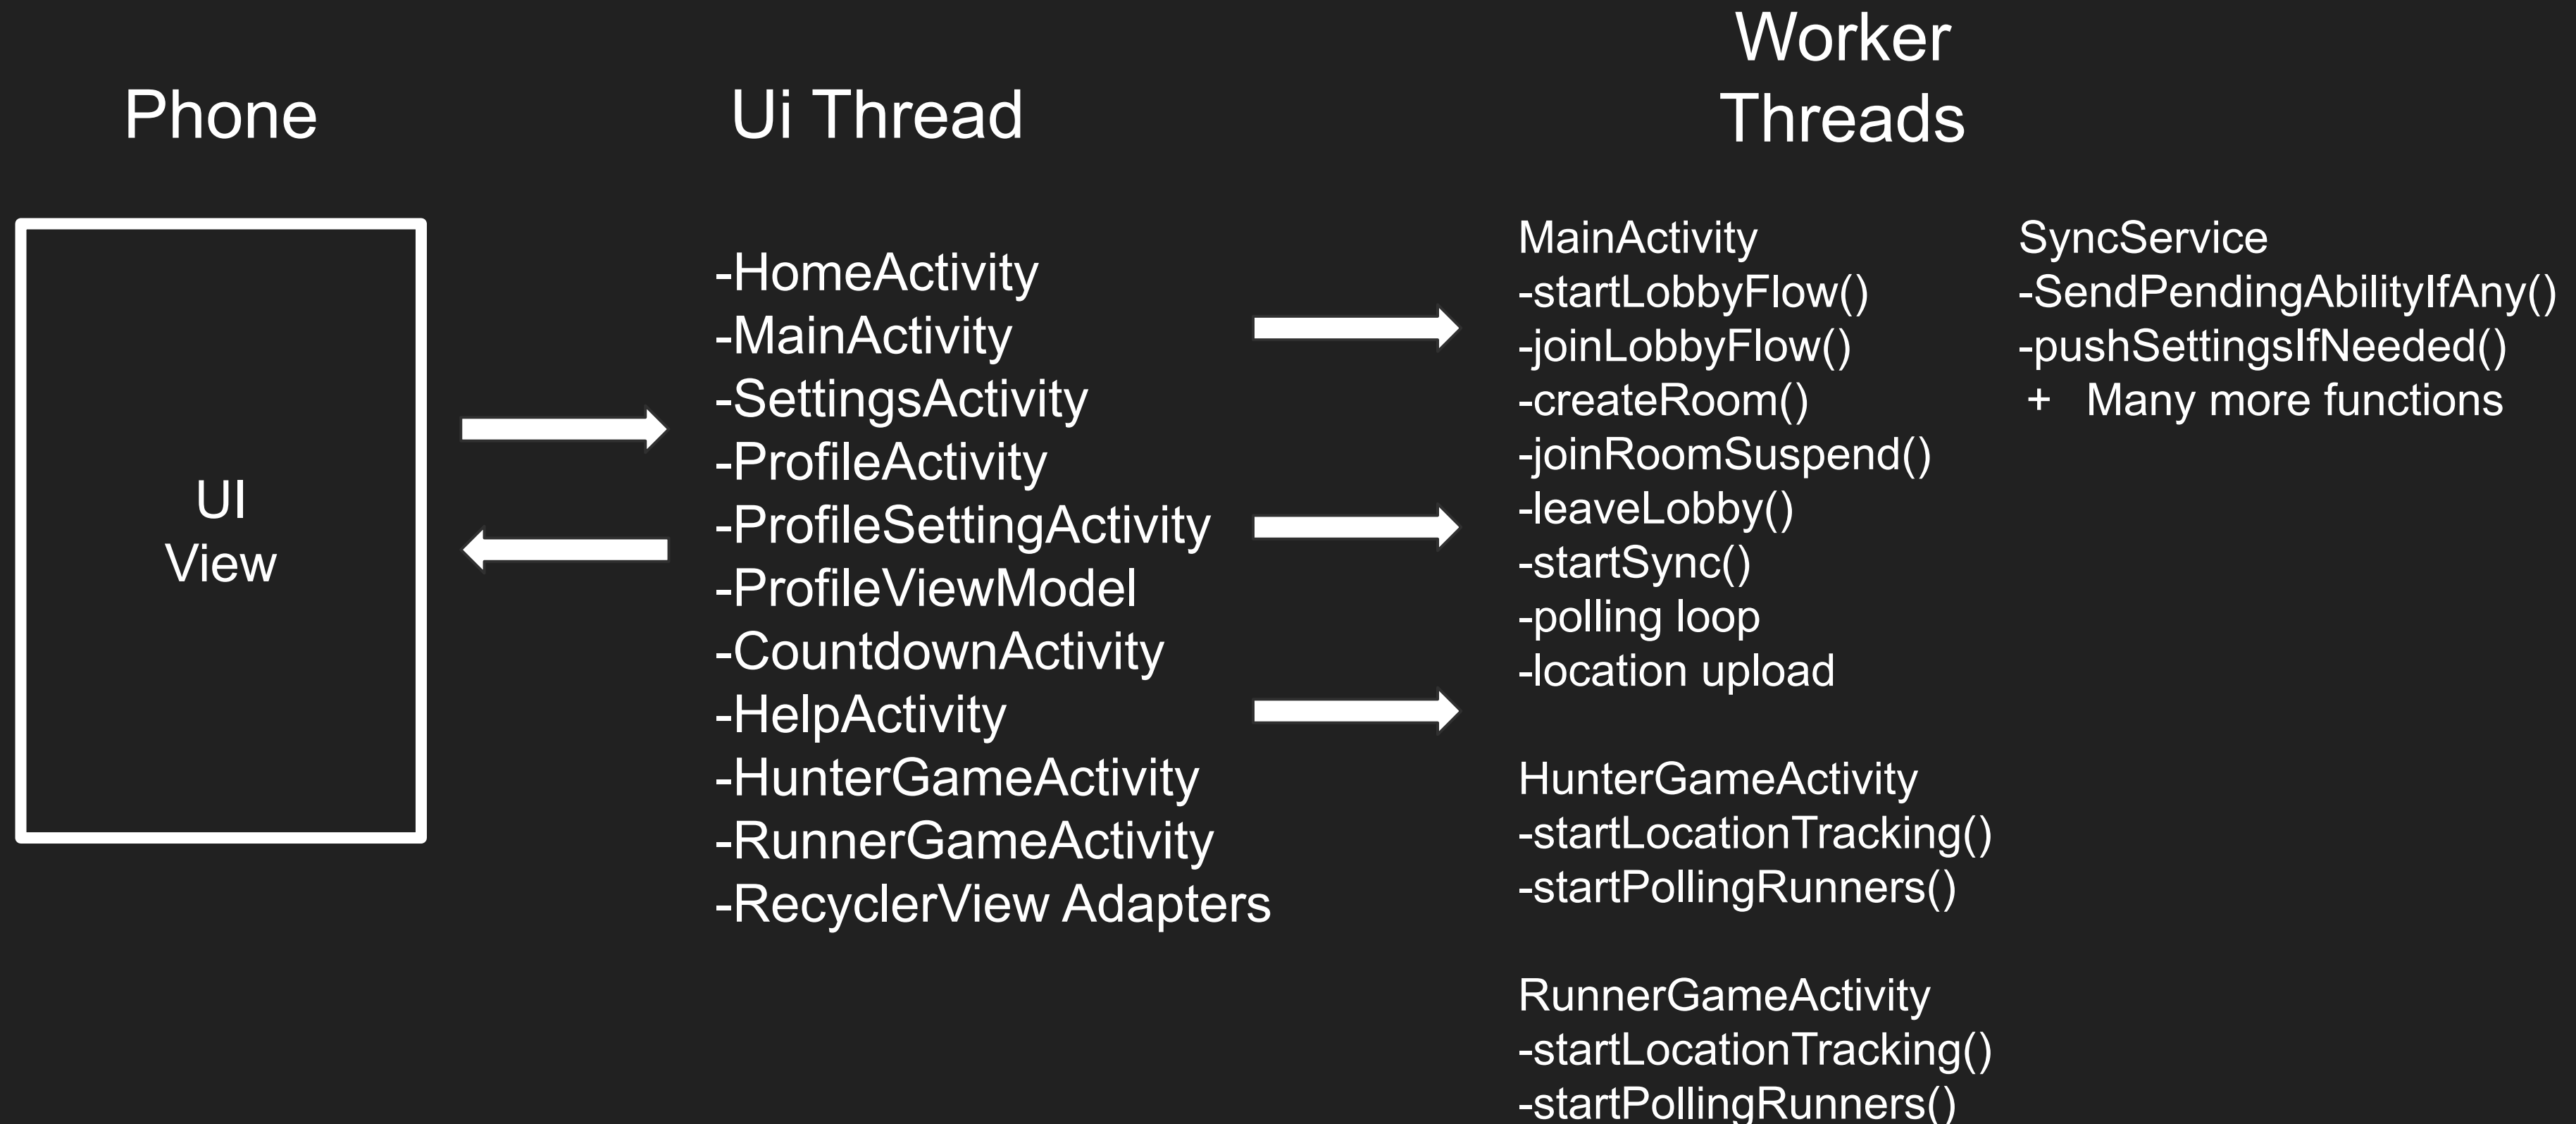 Phone
Ui Thread
Worker
Threads
UI
View
-HomeActivity
-MainActivity
-SettingsActivity
-ProfileActivity
-ProfileSettingActivity
-ProfileViewModel
-CountdownActivity
-HelpActivity
-HunterGameActivity
-RunnerGameActivity
-RecyclerView Adapters
MainActivity
-startLobbyFlow()
-joinLobbyFlow()
-createRoom()
-joinRoomSuspend()
-leaveLobby()
-startSync()
-polling loop
-location upload
HunterGameActivity
-startLocationTracking()
-startPollingRunners()
RunnerGameActivity
-startLocationTracking()
-startPollingRunners()
SyncService
-SendPendingAbilityIfAny()
-pushSettingsIfNeeded()
+ Many more functions